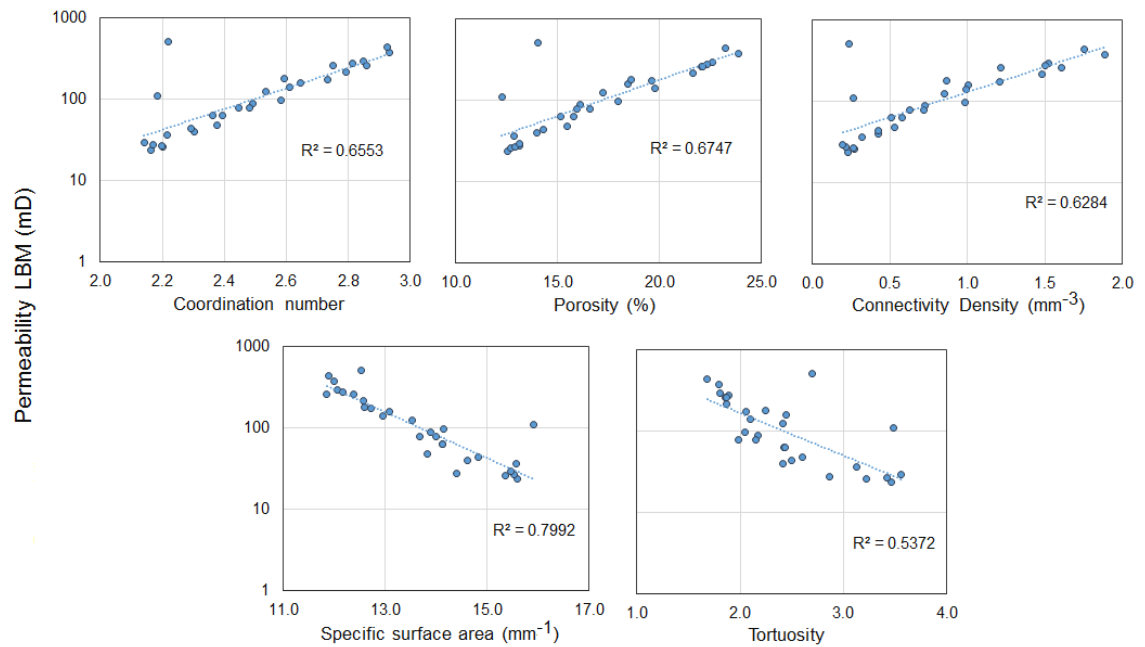 Permeability LBM (mD)
1000
100
10
1
2.0 2.2 2.4 2.6 2.8 3.0
Coordination number
R² = 0.6553
10.0 15.0 20.0 25.0
Porosity (%)
R² = 0.6747
0.0 0.5 1.0 1.5 2.0
Connectivity Density (mm⁻³)
R² = 0.6284
1000
100
10
1
11.0 13.0 15.0 17.0
Specific surface area (mm⁻¹)
R² = 0.7992
1.0 2.0 3.0 4.0
Tortuosity
R² = 0.5372